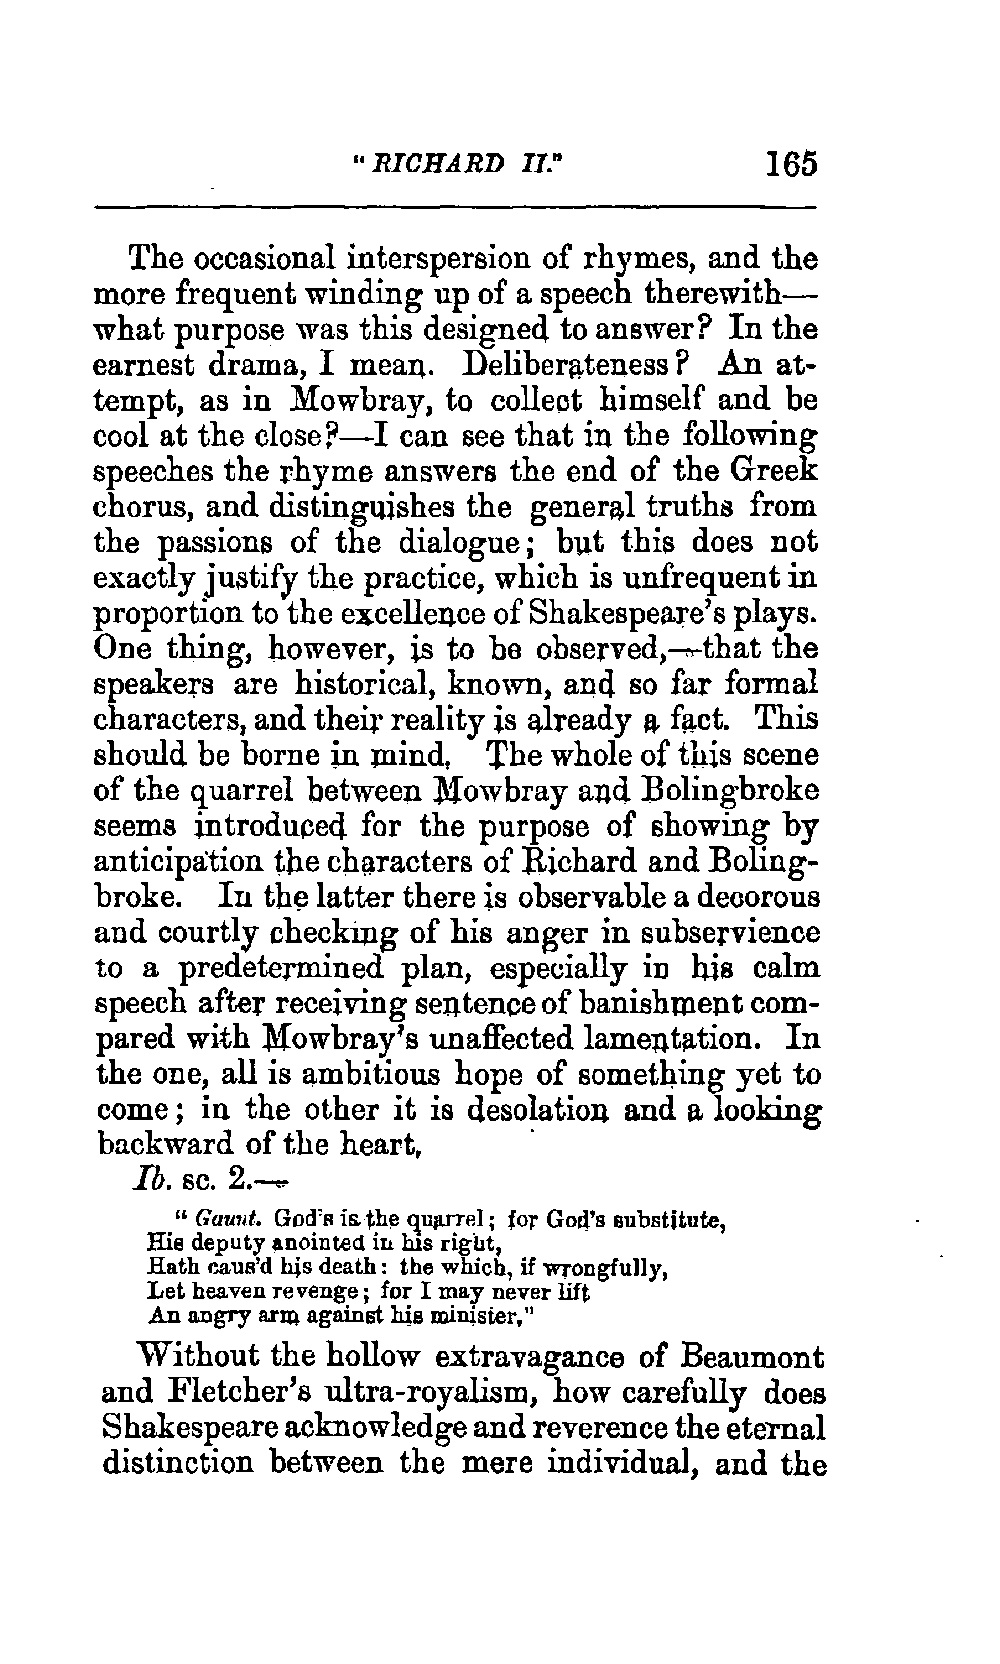 "RICHARD II." 165
The occasional interspersion of rhymes, and the
more frequent winding up of a speech therewith—
what purpose was this designed to answer? In the
earnest drama, I mean. Deliberateness? An at-
tempt, as in Mowbray, to collect himself and be
cool at the close?—I can see that in the following
speeches the rhyme answers the end of the Greek
chorus, and distinguishes the general truths from
the passions of the dialogue; but this does not
exactly justify the practice, which is unfrequent in
proportion to the excellence of Shakespeare's plays.
One thing, however, is to be observed,—that the
speakers are historical, known, and so far formal
characters, and their reality is already a fact. This
should be borne in mind. The whole of this scene
of the quarrel between Mowbray and Bolingbroke
seems introduced for the purpose of showing by
anticipation the characters of Richard and Boling-
broke. In the latter there is observable a decorous
and courtly checking of his anger in subservience
to a predetermined plan, especially in his calm
speech after receiving sentence of banishment com-
pared with Mowbray's unaffected lamentation. In
the one, all is ambitious hope of something yet to
come; in the other it is desolation and a looking
backward of the heart.
Ib. sc. 2.—
"Gaunt. God's is the quarrel; for God's substitute,
His deputy anointed in his right,
Hath caus'd his death: the which, if wrongfully,
Let heaven revenge; for I may never lift
An angry arm against his minister."
Without the hollow extravagance of Beaumont
and Fletcher's ultra-royalism, how carefully does
Shakespeare acknowledge and reverence the eternal
distinction between the mere individual, and the